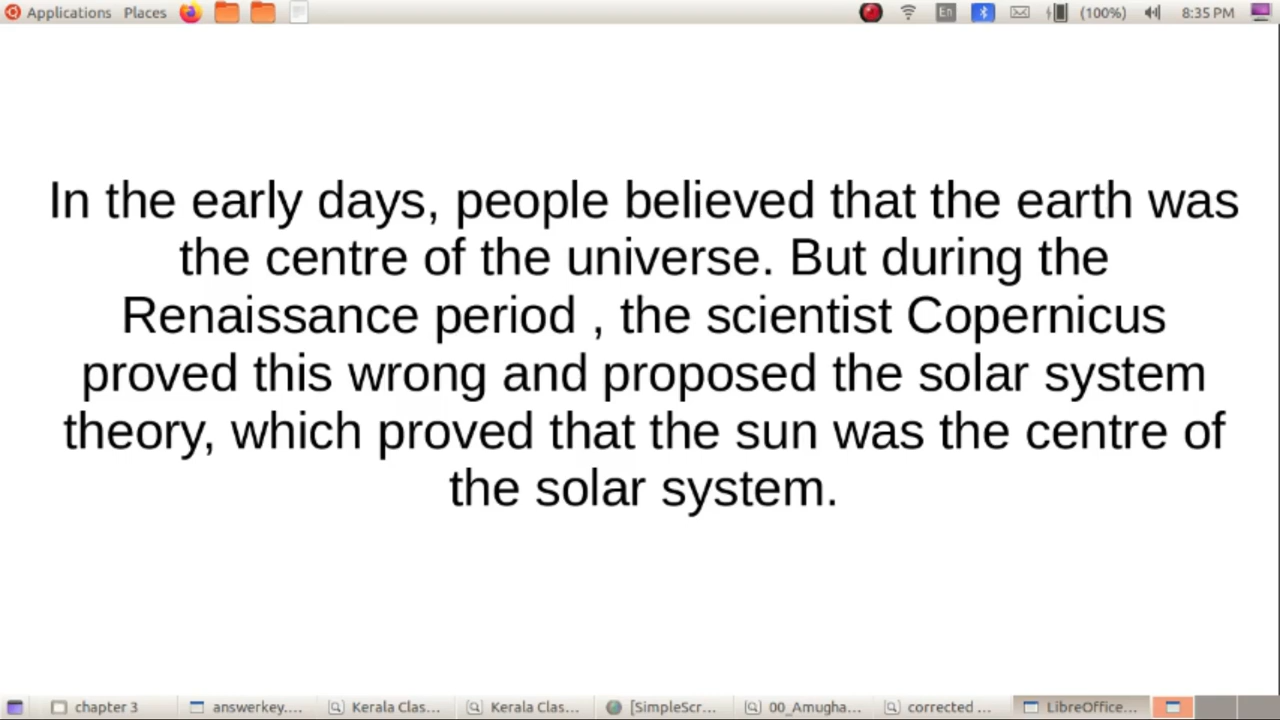 Applications Places En (100%) 8:35 PM
In the early days, people believed that the earth was
the centre of the universe. But during the
Renaissance period , the scientist Copernicus
proved this wrong and proposed the solar system
theory, which proved that the sun was the centre of
the solar system.
chapter 3 answerkey.... Kerala Clas... Kerala Clas... [SimpleScr... 00_Amugha... corrected ... LibreOffice...